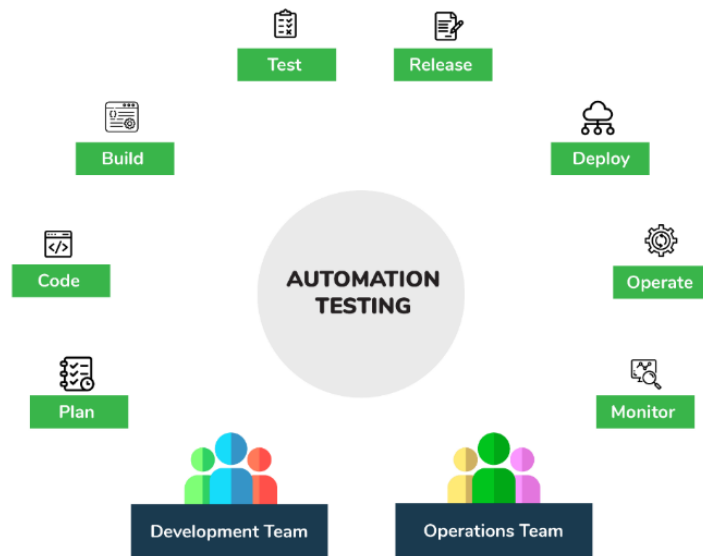 Test
Release
Build
Deploy
Code
AUTOMATION
TESTING
Operate
Plan
Monitor
Development Team
Operations Team